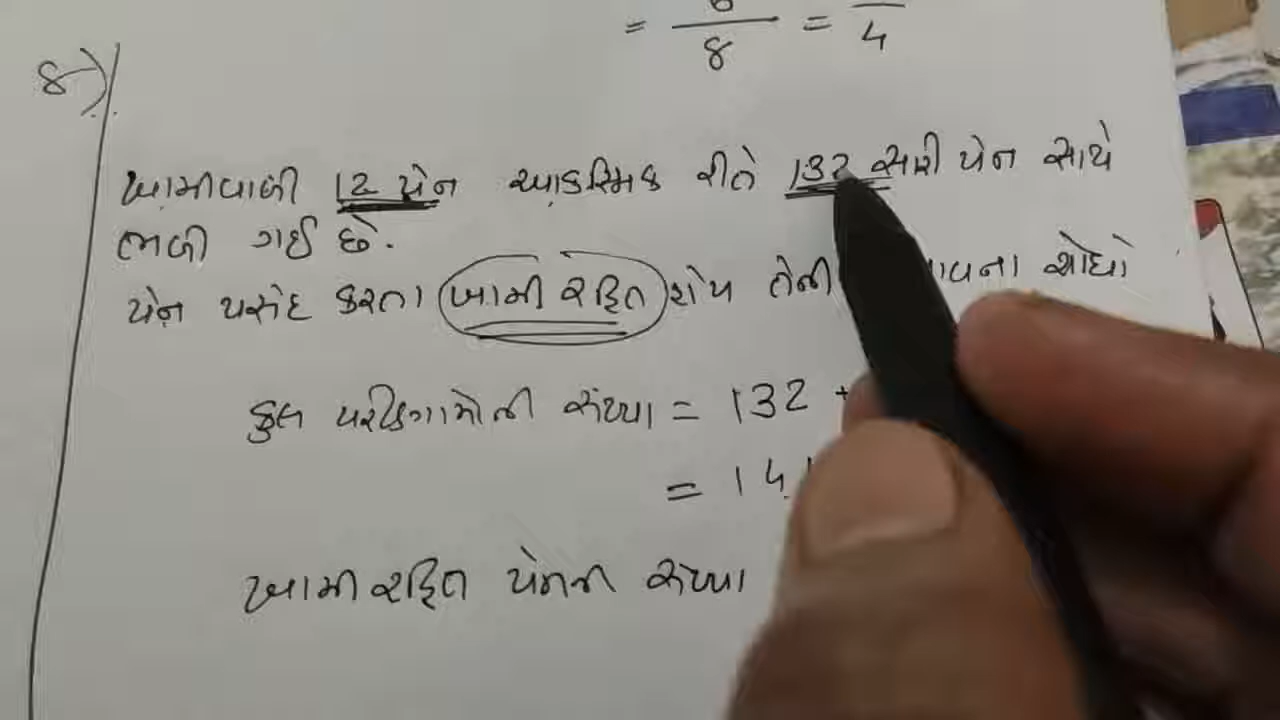 = 8 = 4
8)
ખામીવાળી 12 પેન આકસ્મિક રીતે 132 સારી પેન સાથે
ભળી ગઈ છે.
પેન પસંદ કરતા ખામી રહિત હોય તેની શોધો
કુલ પરીણામોની સંખ્યા = 132 +
= 14
ખામી રહિત પેનની સંખ્યા